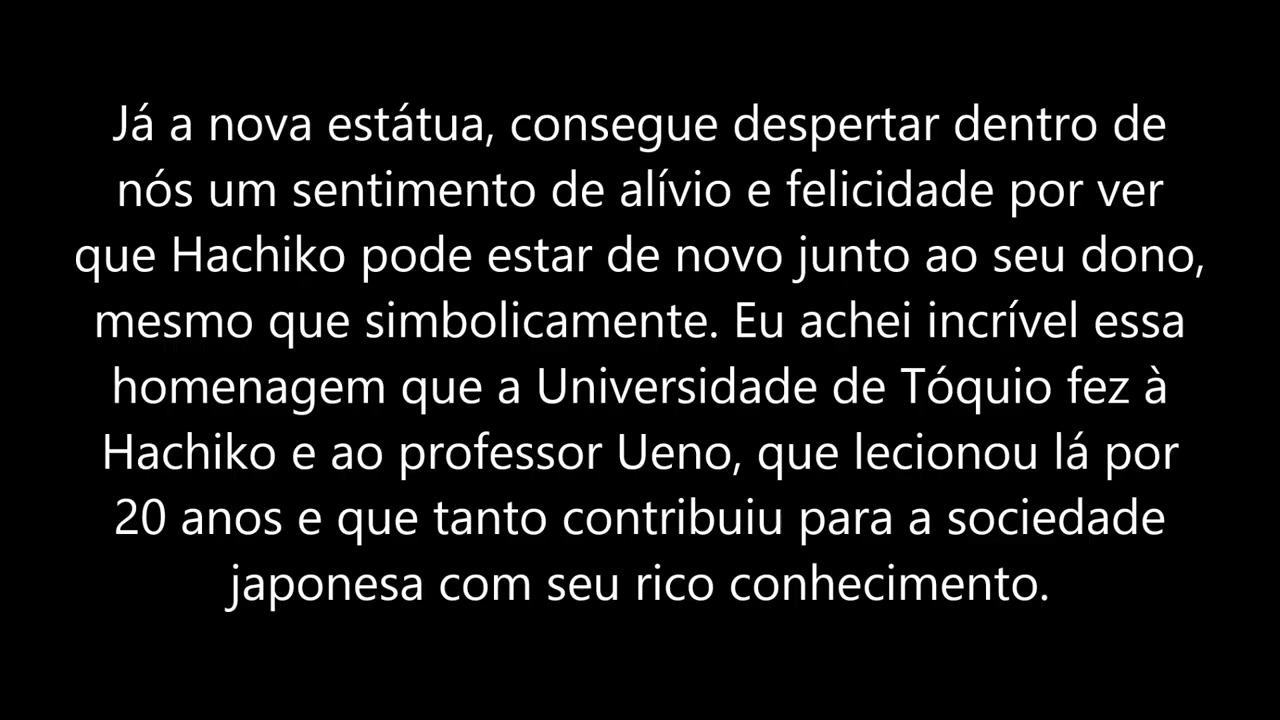 Já a nova estátua, consegue despertar dentro de
nós um sentimento de alívio e felicidade por ver
que Hachiko pode estar de novo junto ao seu dono,
mesmo que simbolicamente. Eu achei incrível essa
homenagem que a Universidade de Tóquio fez à
Hachiko e ao professor Ueno, que lecionou lá por
20 anos e que tanto contribuiu para a sociedade
japonesa com seu rico conhecimento.